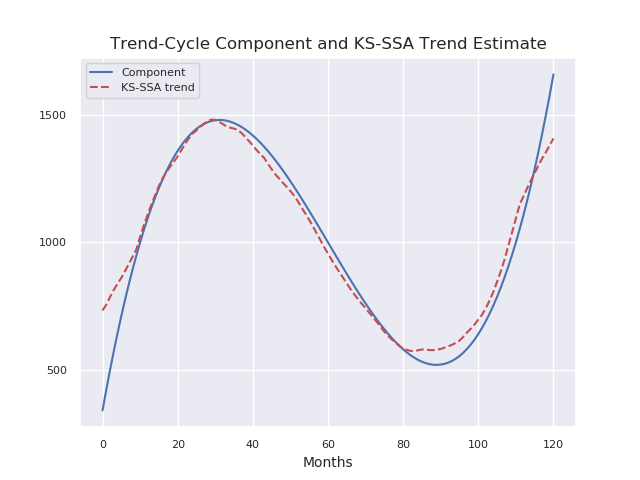 Trend-Cycle Component and KS-SSA Trend Estimate
Component
KS-SSA trend
1500
1000
500
0 20 40 60 80 100 120
Months